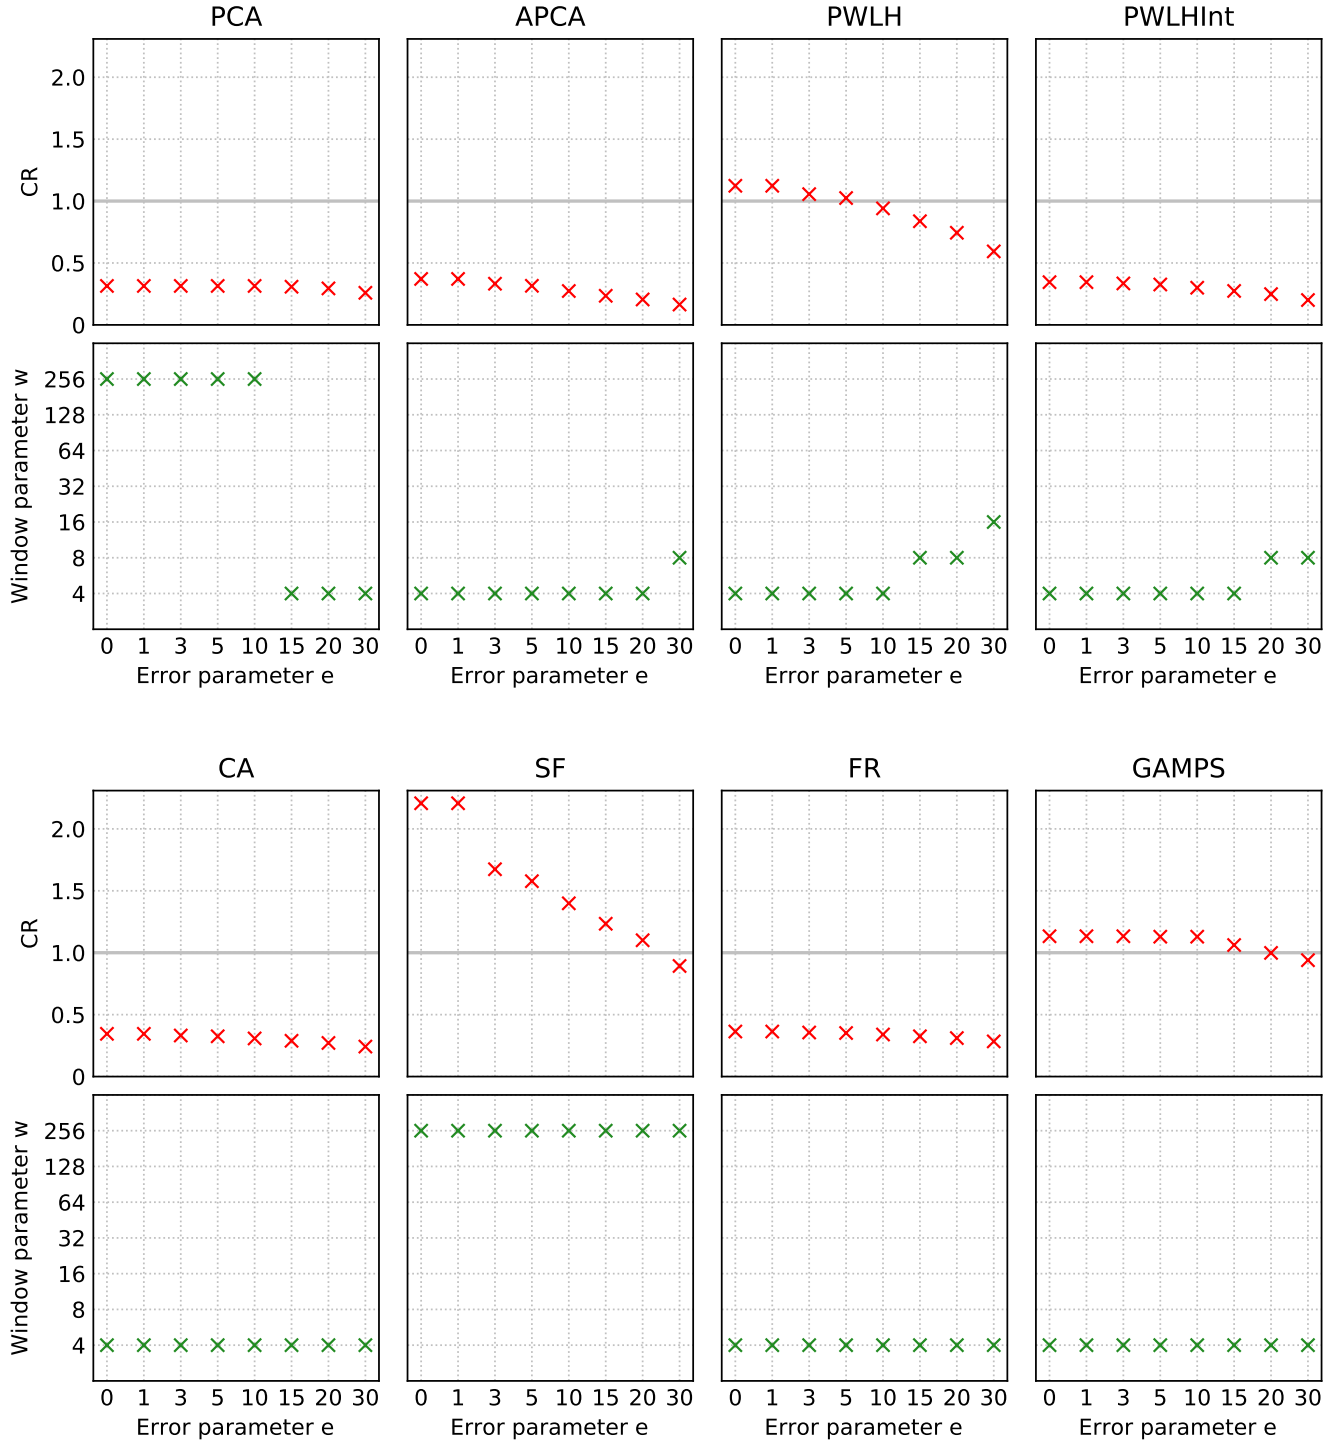 PCA APCA PWLH PWLHInt
2.0
1.5
1.0
0.5
0
CR
256
128
64
32
16
8
4
Window parameter w
0 1 3 5 10 15 20 30 0 1 3 5 10 15 20 30 0 1 3 5 10 15 20 30 0 1 3 5 10 15 20 30
Error parameter e Error parameter e Error parameter e Error parameter e
CA SF FR GAMPS
2.0
1.5
1.0
0.5
0
CR
256
128
64
32
16
8
4
Window parameter w
0 1 3 5 10 15 20 30 0 1 3 5 10 15 20 30 0 1 3 5 10 15 20 30 0 1 3 5 10 15 20 30
Error parameter e Error parameter e Error parameter e Error parameter e